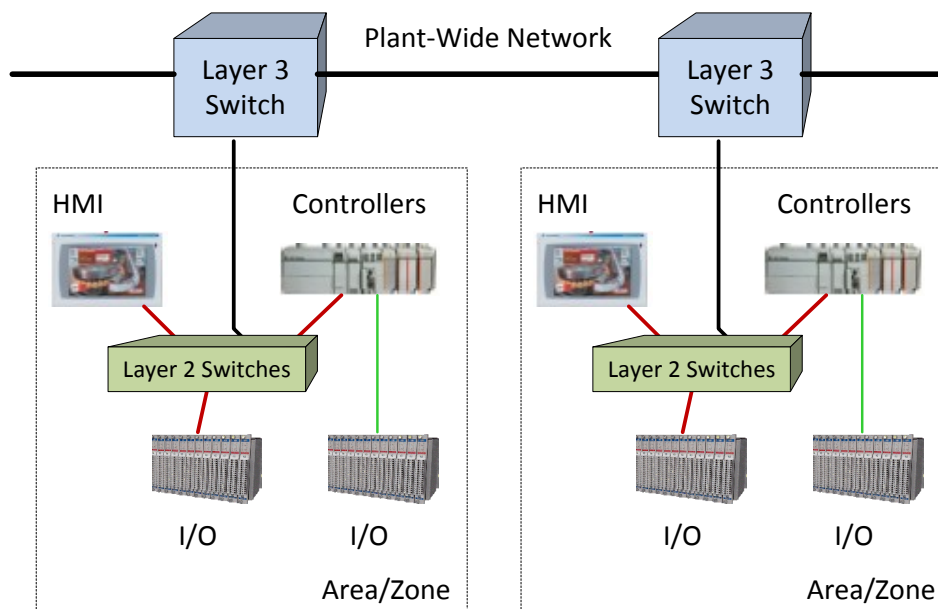 Plant-Wide Network
Layer 3
Switch
Layer 3
Switch
HMI
Controllers
Layer 2 Switches
I/O
I/O
Area/Zone
HMI
Controllers
Layer 2 Switches
I/O
I/O
Area/Zone